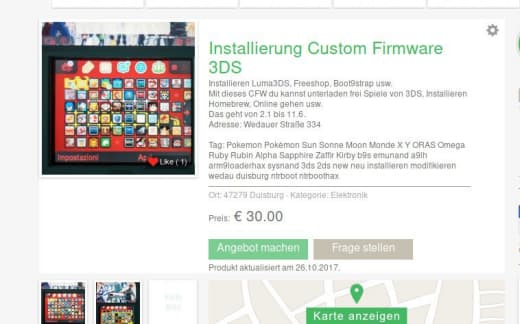 Installierung Custom Firmware
3DS
Installieren Luma3DS, Freeshop, Boot9strap usw.
Mit dieses CFW du kannst unterladen frei Spiele von 3DS, Installieren
Homebrew, Online gehen usw.
Das geht von 2.1 bis 11.6.
Adresse: Wedauer Straße 334
Tag: Pokemon Pokémon Sun Sonne Moon Monde X Y ORAS Omega
Ruby Rubin Alpha Sapphire Zaffir Kirby b9s emunand a9lh
arm9loaderhax sysnand 3ds 2ds new neu installieren modifikieren
wedau duisburg ntrboot ntrboothax
Ort: 47279 Duisburg - Kategorie: Elektronik
Preis: € 30.00
Angebot machen Frage stellen
Produkt aktualisiert am 26.10.2017.
Impostazioni
Like ( 1)
Karte anzeigen